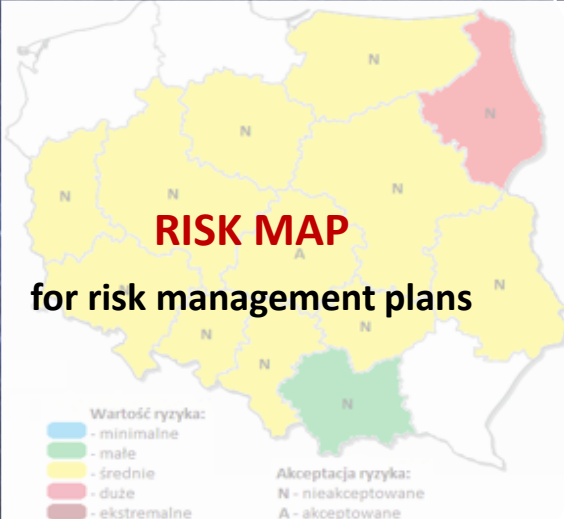 N
N
N
N
N
N
RISK MAP
A
N
N
for risk management plans
N
N
N
N
Wartość ryzyka:
- minimalne
- małe
- średnie
- duże
- ekstremalne
Akceptacja ryzyka:
N - nieakceptowane
A - akceptowane